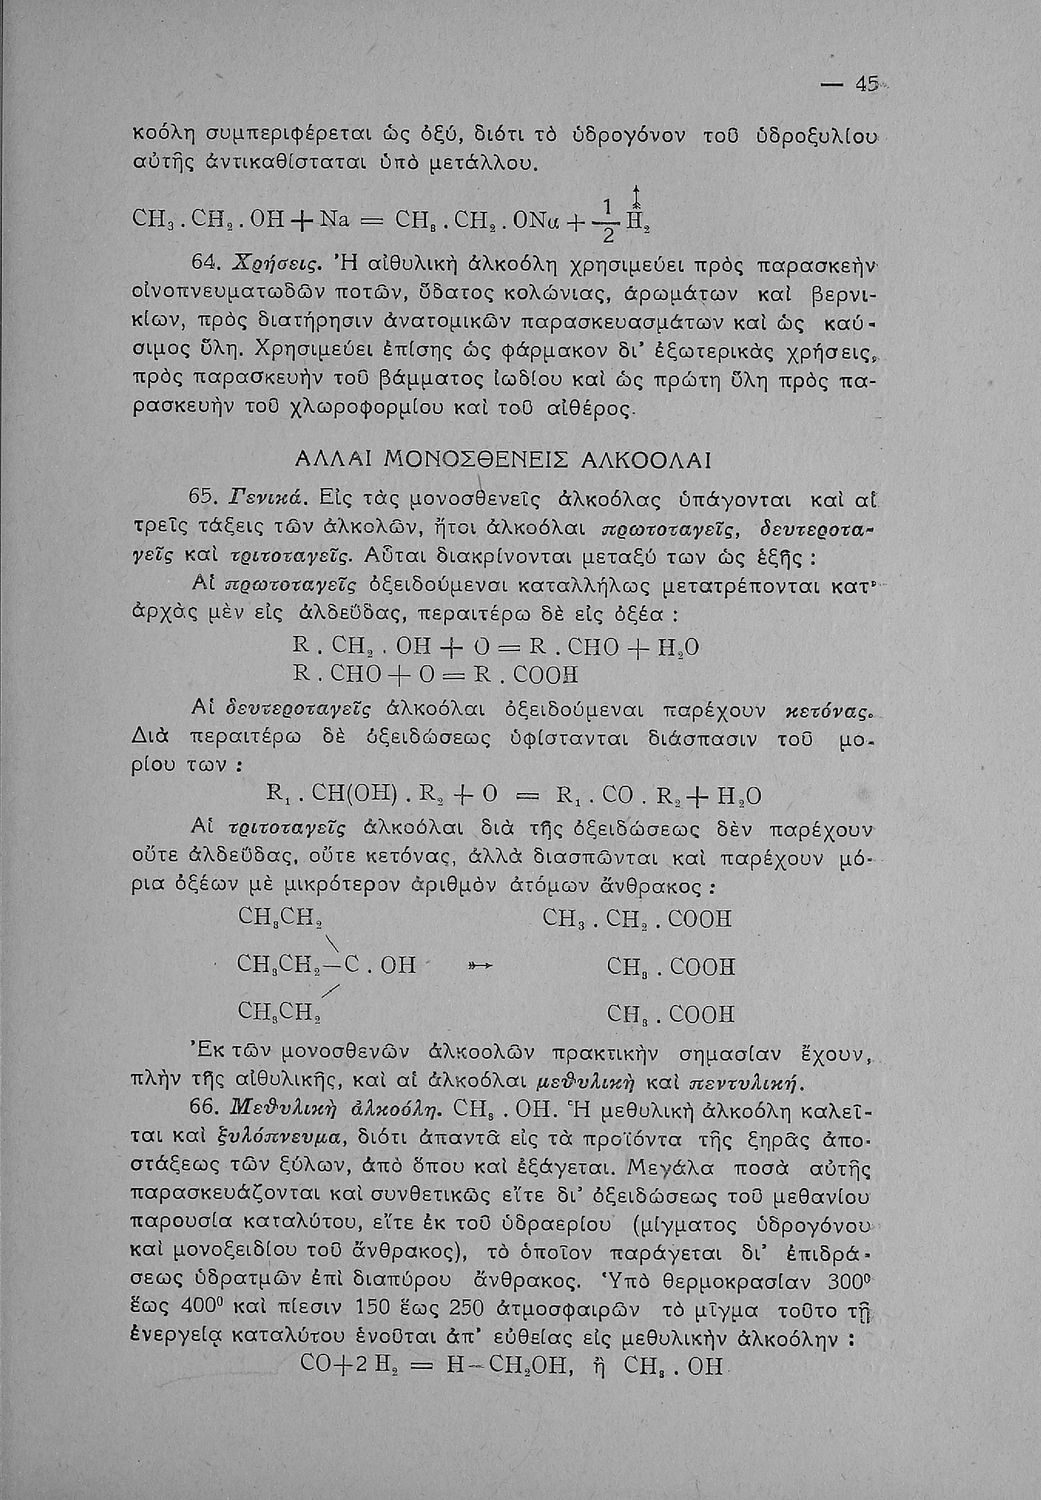 — 45
κοόλη συμπεριφέρεται ὡς ὀξύ, διότι τὸ ὑδρογόνον τοῦ ὑδροξυλίου
αὐτῆς ἀντικαθίσταται ὑπὸ μετάλλου.
CH₃ . CH₂ . OH + Na = CH₃ . CH₂ . ONa + ½ H₂ ↑
64. Χρήσεις. Ἡ αἰθυλικὴ ἀλκοόλη χρησιμεύει πρὸς παρασκεὴν
οἰνοπνευματωδῶν ποτῶν, ὕδατος κολώνιας, ἀρωμάτων καὶ βερνι-
κίων, πρὸς διατήρησιν ἀνατομικῶν παρασκευασμάτων καὶ ὡς καύ-
σιμος ὕλη. Χρησιμεύει ἐπίσης ὡς φάρμακον δι' ἐξωτερικὰς χρήσεις,
πρὸς παρασκευὴν τοῦ βάμματος ἰωδίου καὶ ὡς πρώτη ὕλη πρὸς πα-
ρασκευὴν τοῦ χλωροφορμίου καὶ τοῦ αἰθέρος.
ΑΛΛΑΙ ΜΟΝΟΣΘΕΝΕΙΣ ΑΛΚΟΟΛΑΙ
65. Γενικά. Εἰς τὰς μονοσθενεῖς ἀλκοόλας ὑπάγονται καὶ αἱ
τρεῖς τάξεις τῶν ἀλκολῶν, ἤτοι ἀλκοόλαι πρωτοταγεῖς, δευτεροτα-
γεῖς καὶ τριτοταγεῖς. Αὗται διακρίνονται μεταξύ των ὡς ἑξῆς :
Αἱ πρωτοταγεῖς ὀξειδούμεναι καταλλήλως μετατρέπονται κατ'
ἀρχὰς μὲν εἰς ἀλδεΰδας, περαιτέρω δὲ εἰς ὀξέα :
R . CH₂ . OH + O = R . CHO + H₂O
R . CHO + O = R . COOH
Αἱ δευτεροταγεῖς ἀλκοόλαι ὀξειδούμεναι παρέχουν κετόνας.
Διὰ περαιτέρω δὲ ὀξειδώσεως ὑφίστανται διάσπασιν τοῦ μο-
ρίου των :
R₁ . CH(OH) . R₂ + O = R₁ . CO . R₂ + H₂O
Αἱ τριτοταγεῖς ἀλκοόλαι διὰ τῆς ὀξειδώσεως δὲν παρέχουν
οὔτε ἀλδεΰδας, οὔτε κετόνας, ἀλλὰ διασπῶνται καὶ παρέχουν μό-
ρια ὀξέων μὲ μικρότερον ἀριθμὸν ἀτόμων ἄνθρακος :
CH₃CH₂ CH₃ . CH₂ . COOH
CH₃CH₂—C . OH → CH₃ . COOH
CH₃CH₂ CH₃ . COOH
Ἐκ τῶν μονοσθενῶν ἀλκοολῶν πρακτικὴν σημασίαν ἔχουν,
πλὴν τῆς αἰθυλικῆς, καὶ αἱ ἀλκοόλαι μεθυλικὴ καὶ πεντυλική.
66. Μεθυλικὴ ἀλκοόλη. CH₃ . OH. Ἡ μεθυλικὴ ἀλκοόλη καλεῖ-
ται καὶ ξυλόπνευμα, διότι ἀπαντᾶ εἰς τὰ προϊόντα τῆς ξηρᾶς ἀπο-
στάξεως τῶν ξύλων, ἀπὸ ὅπου καὶ ἐξάγεται. Μεγάλα ποσὰ αὐτῆς
παρασκευάζονται καὶ συνθετικῶς εἴτε δι' ὀξειδώσεως τοῦ μεθανίου
παρουσία καταλύτου, εἴτε ἐκ τοῦ ὑδραερίου (μίγματος ὑδρογόνου
καὶ μονοξειδίου τοῦ ἄνθρακος), τὸ ὁποῖον παράγεται δι' ἐπιδρά-
σεως ὑδρατμῶν ἐπὶ διαπύρου ἄνθρακος. Ὑπὸ θερμοκρασίαν 300⁰
ἕως 400⁰ καὶ πίεσιν 150 ἕως 250 ἀτμοσφαιρῶν τὸ μῖγμα τοῦτο τῇ
ἐνεργείᾳ καταλύτου ἑνοῦται ἀπ' εὐθείας εἰς μεθυλικὴν ἀλκοόλην :
CO+2 H₂ = H—CH₂OH, ἢ CH₃ . OH